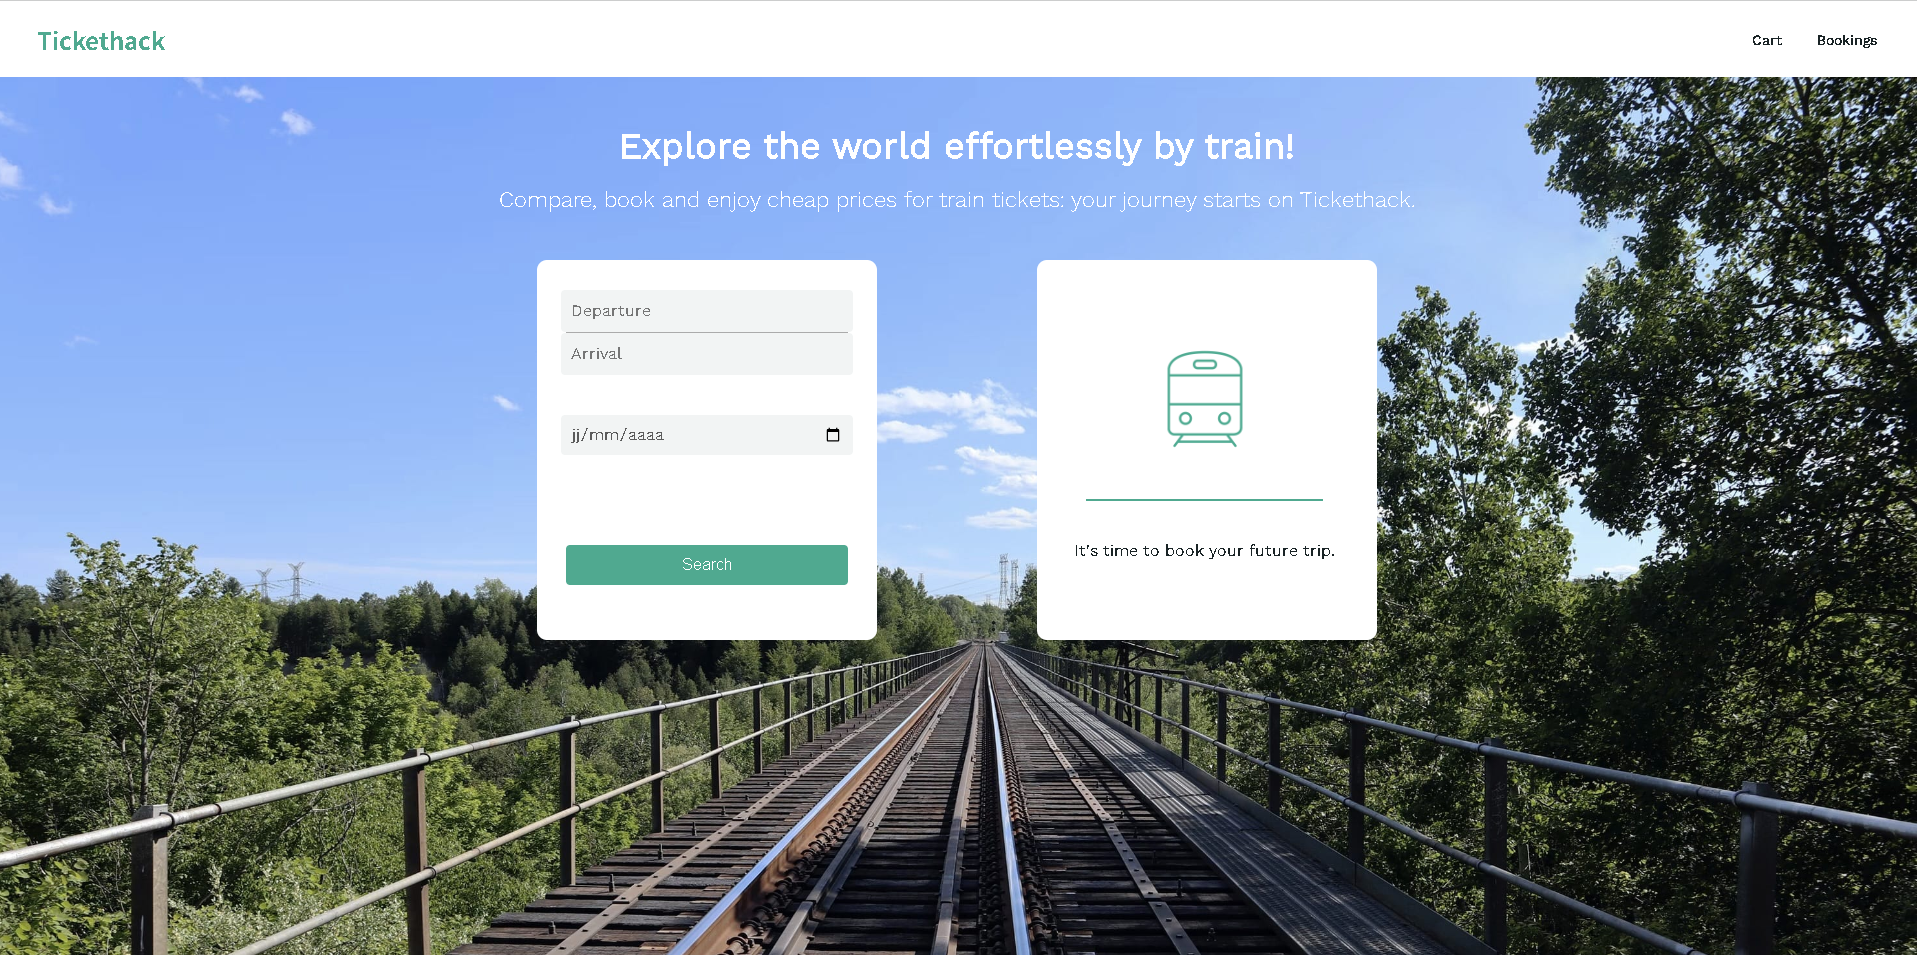 Tickethack
Cart
Bookings
Explore the world effortlessly by train!
Compare, book and enjoy cheap prices for train tickets: your journey starts on Tickethack.
Departure
Arrival
jj/mm/aaaa
Search
It's time to book your future trip.